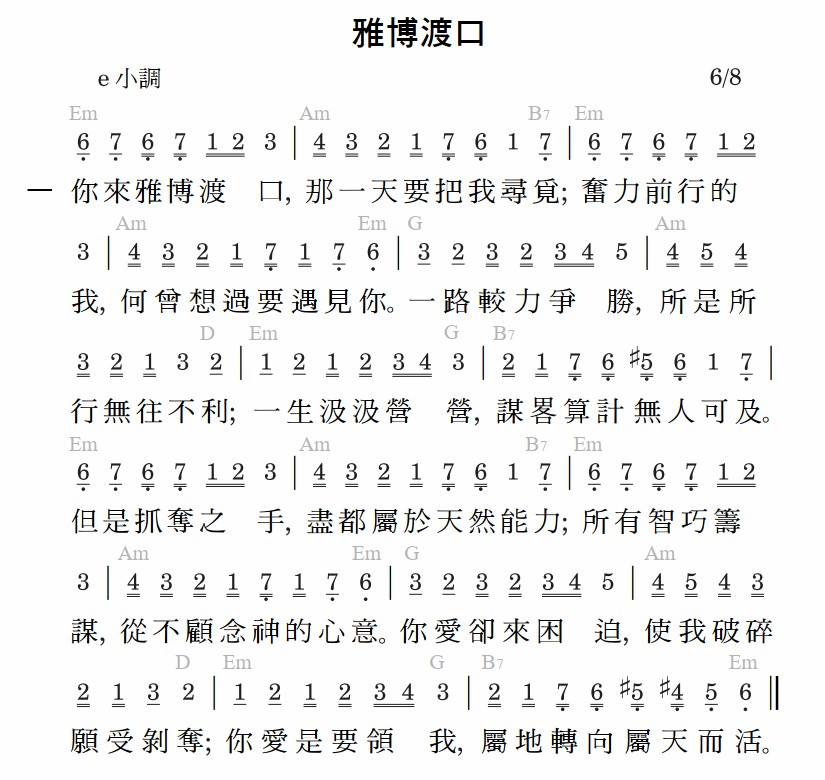 雅博渡口
e 小調 6/8
Em Am B7 Em
6 7 6 7 1 2 3 | 4 3 2 1 7 6 1 7 | 6 7 6 7 1 2
一 你來雅博渡 口, 那一天要把我尋覓; 奮力前行的
Am Em G Am
3 | 4 3 2 1 7 1 7 6 | 3 2 3 2 3 4 5 | 4 5 4
我, 何曾想過要遇見你。一路較力爭 勝, 所是所
D Em G B7
3 2 1 3 2 | 1 2 1 2 3 4 3 | 2 1 7 6 ♯5 6 1 7 |
行無往不利; 一生汲汲營 營, 謀畧算計無人可及。
Em Am B7 Em
6 7 6 7 1 2 3 | 4 3 2 1 7 6 1 7 | 6 7 6 7 1 2
但是抓奪之 手, 盡都屬於天然能力; 所有智巧籌
Am Em G Am
3 | 4 3 2 1 7 1 7 6 | 3 2 3 2 3 4 5 | 4 5 4 3
謀, 從不顧念神的心意。你愛卻來困 迫, 使我破碎
D Em G B7 Em
2 1 3 2 | 1 2 1 2 3 4 3 | 2 1 7 6 ♯5 ♯4 5 6 ‖
願受剝奪; 你愛是要領 我, 屬地轉向屬天而活。